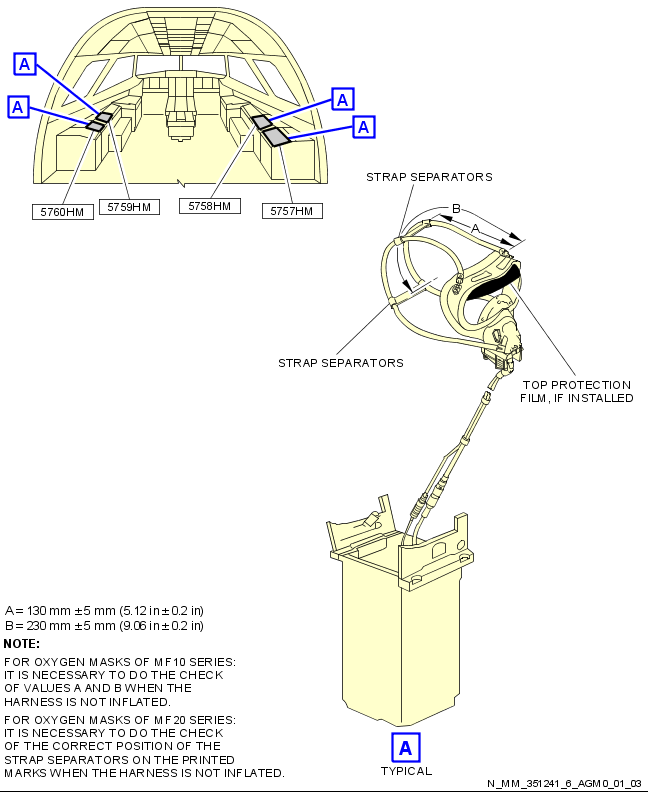 A
A
A
A
5760HM
5759HM
5758HM
5757HM
STRAP SEPARATORS
B
A
STRAP SEPARATORS
TOP PROTECTION
FILM, IF INSTALLED
A = 130 mm ±5 mm (5.12 in ±0.2 in)
B = 230 mm ±5 mm (9.06 in ±0.2 in)
NOTE:
FOR OXYGEN MASKS OF MF10 SERIES:
IT IS NECESSARY TO DO THE CHECK
OF VALUES A AND B WHEN THE
HARNESS IS NOT INFLATED.
FOR OXYGEN MASKS OF MF20 SERIES:
IT IS NECESSARY TO DO THE CHECK
OF THE CORRECT POSITION OF THE
STRAP SEPARATORS ON THE PRINTED
MARKS WHEN THE HARNESS IS NOT INFLATED.
A
TYPICAL
N_MM_351241_6_AGM0_01_03